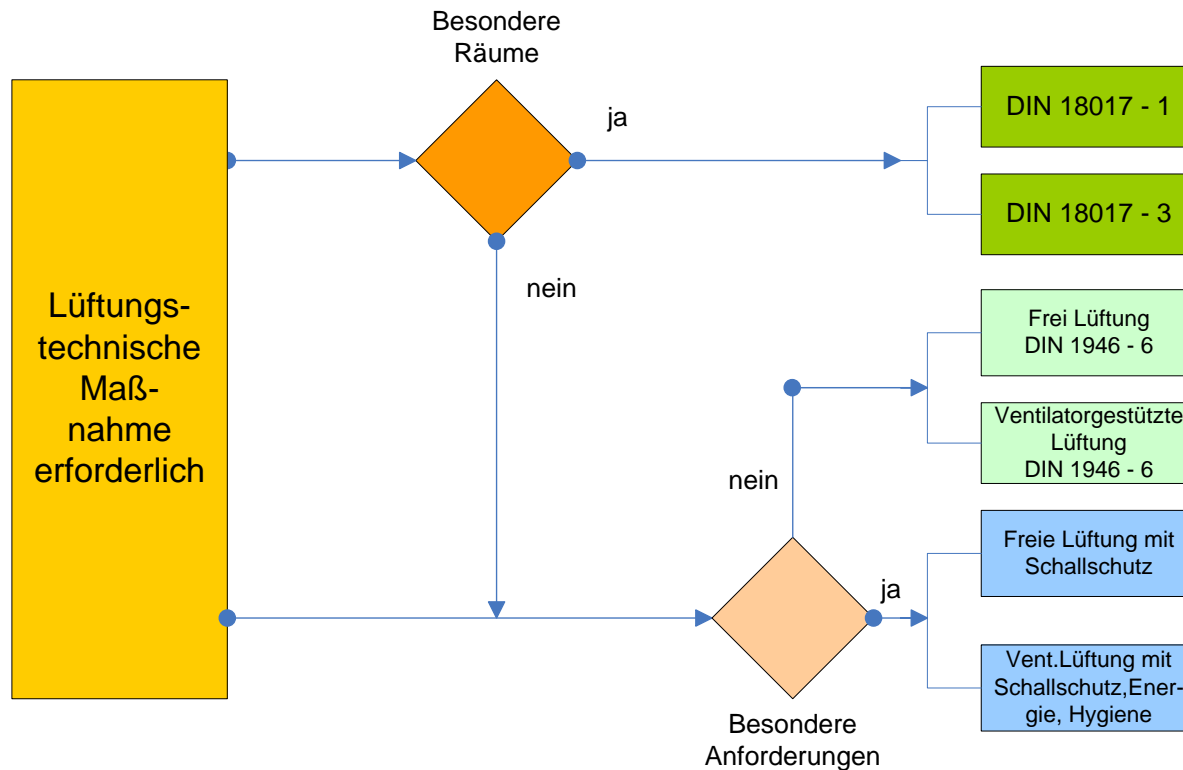 Besondere
Räume
ja
DIN 18017 - 1
DIN 18017 - 3
nein
Lüftungs-
technische
Maß-
nahme
erforderlich
Frei Lüftung
DIN 1946 - 6
Ventilatorgestützte
Lüftung
DIN 1946 - 6
nein
Freie Lüftung mit
Schallschutz
ja
Vent.Lüftung mit
Schallschutz,Ener-
gie, Hygiene
Besondere
Anforderungen